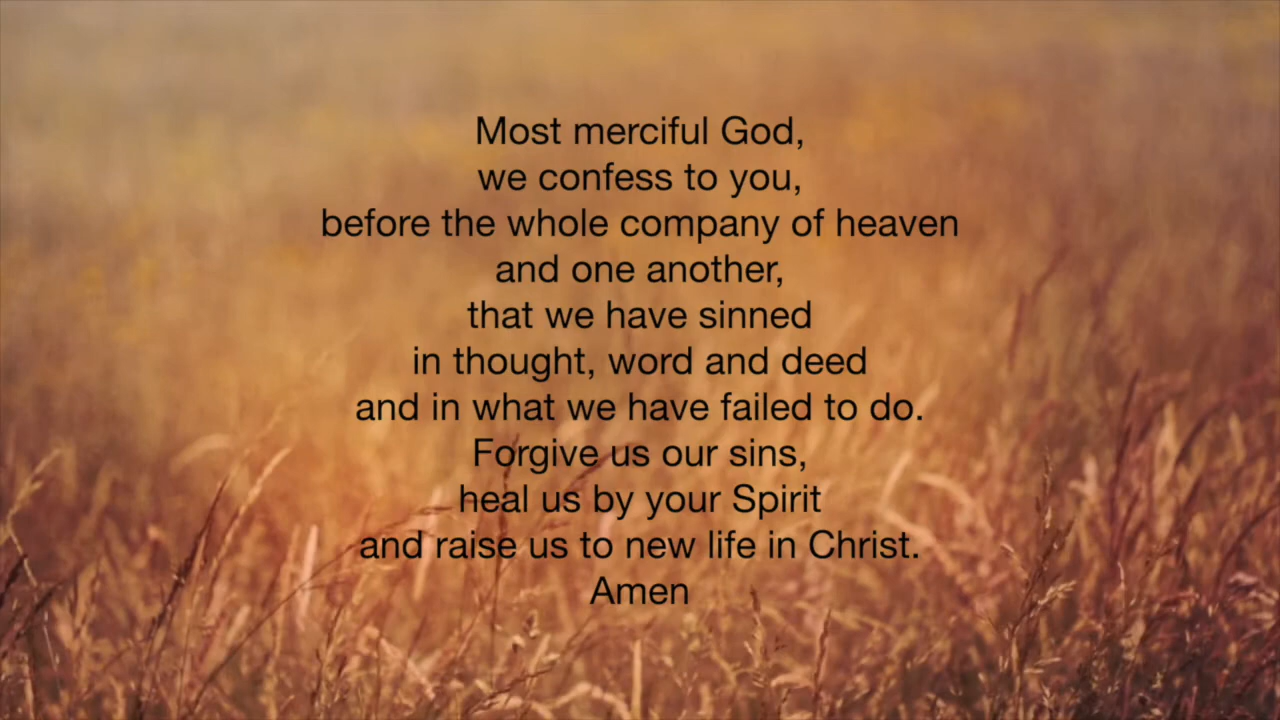 Most merciful God,
we confess to you,
before the whole company of heaven
and one another,
that we have sinned
in thought, word and deed
and in what we have failed to do.
Forgive us our sins,
heal us by your Spirit
and raise us to new life in Christ.
Amen